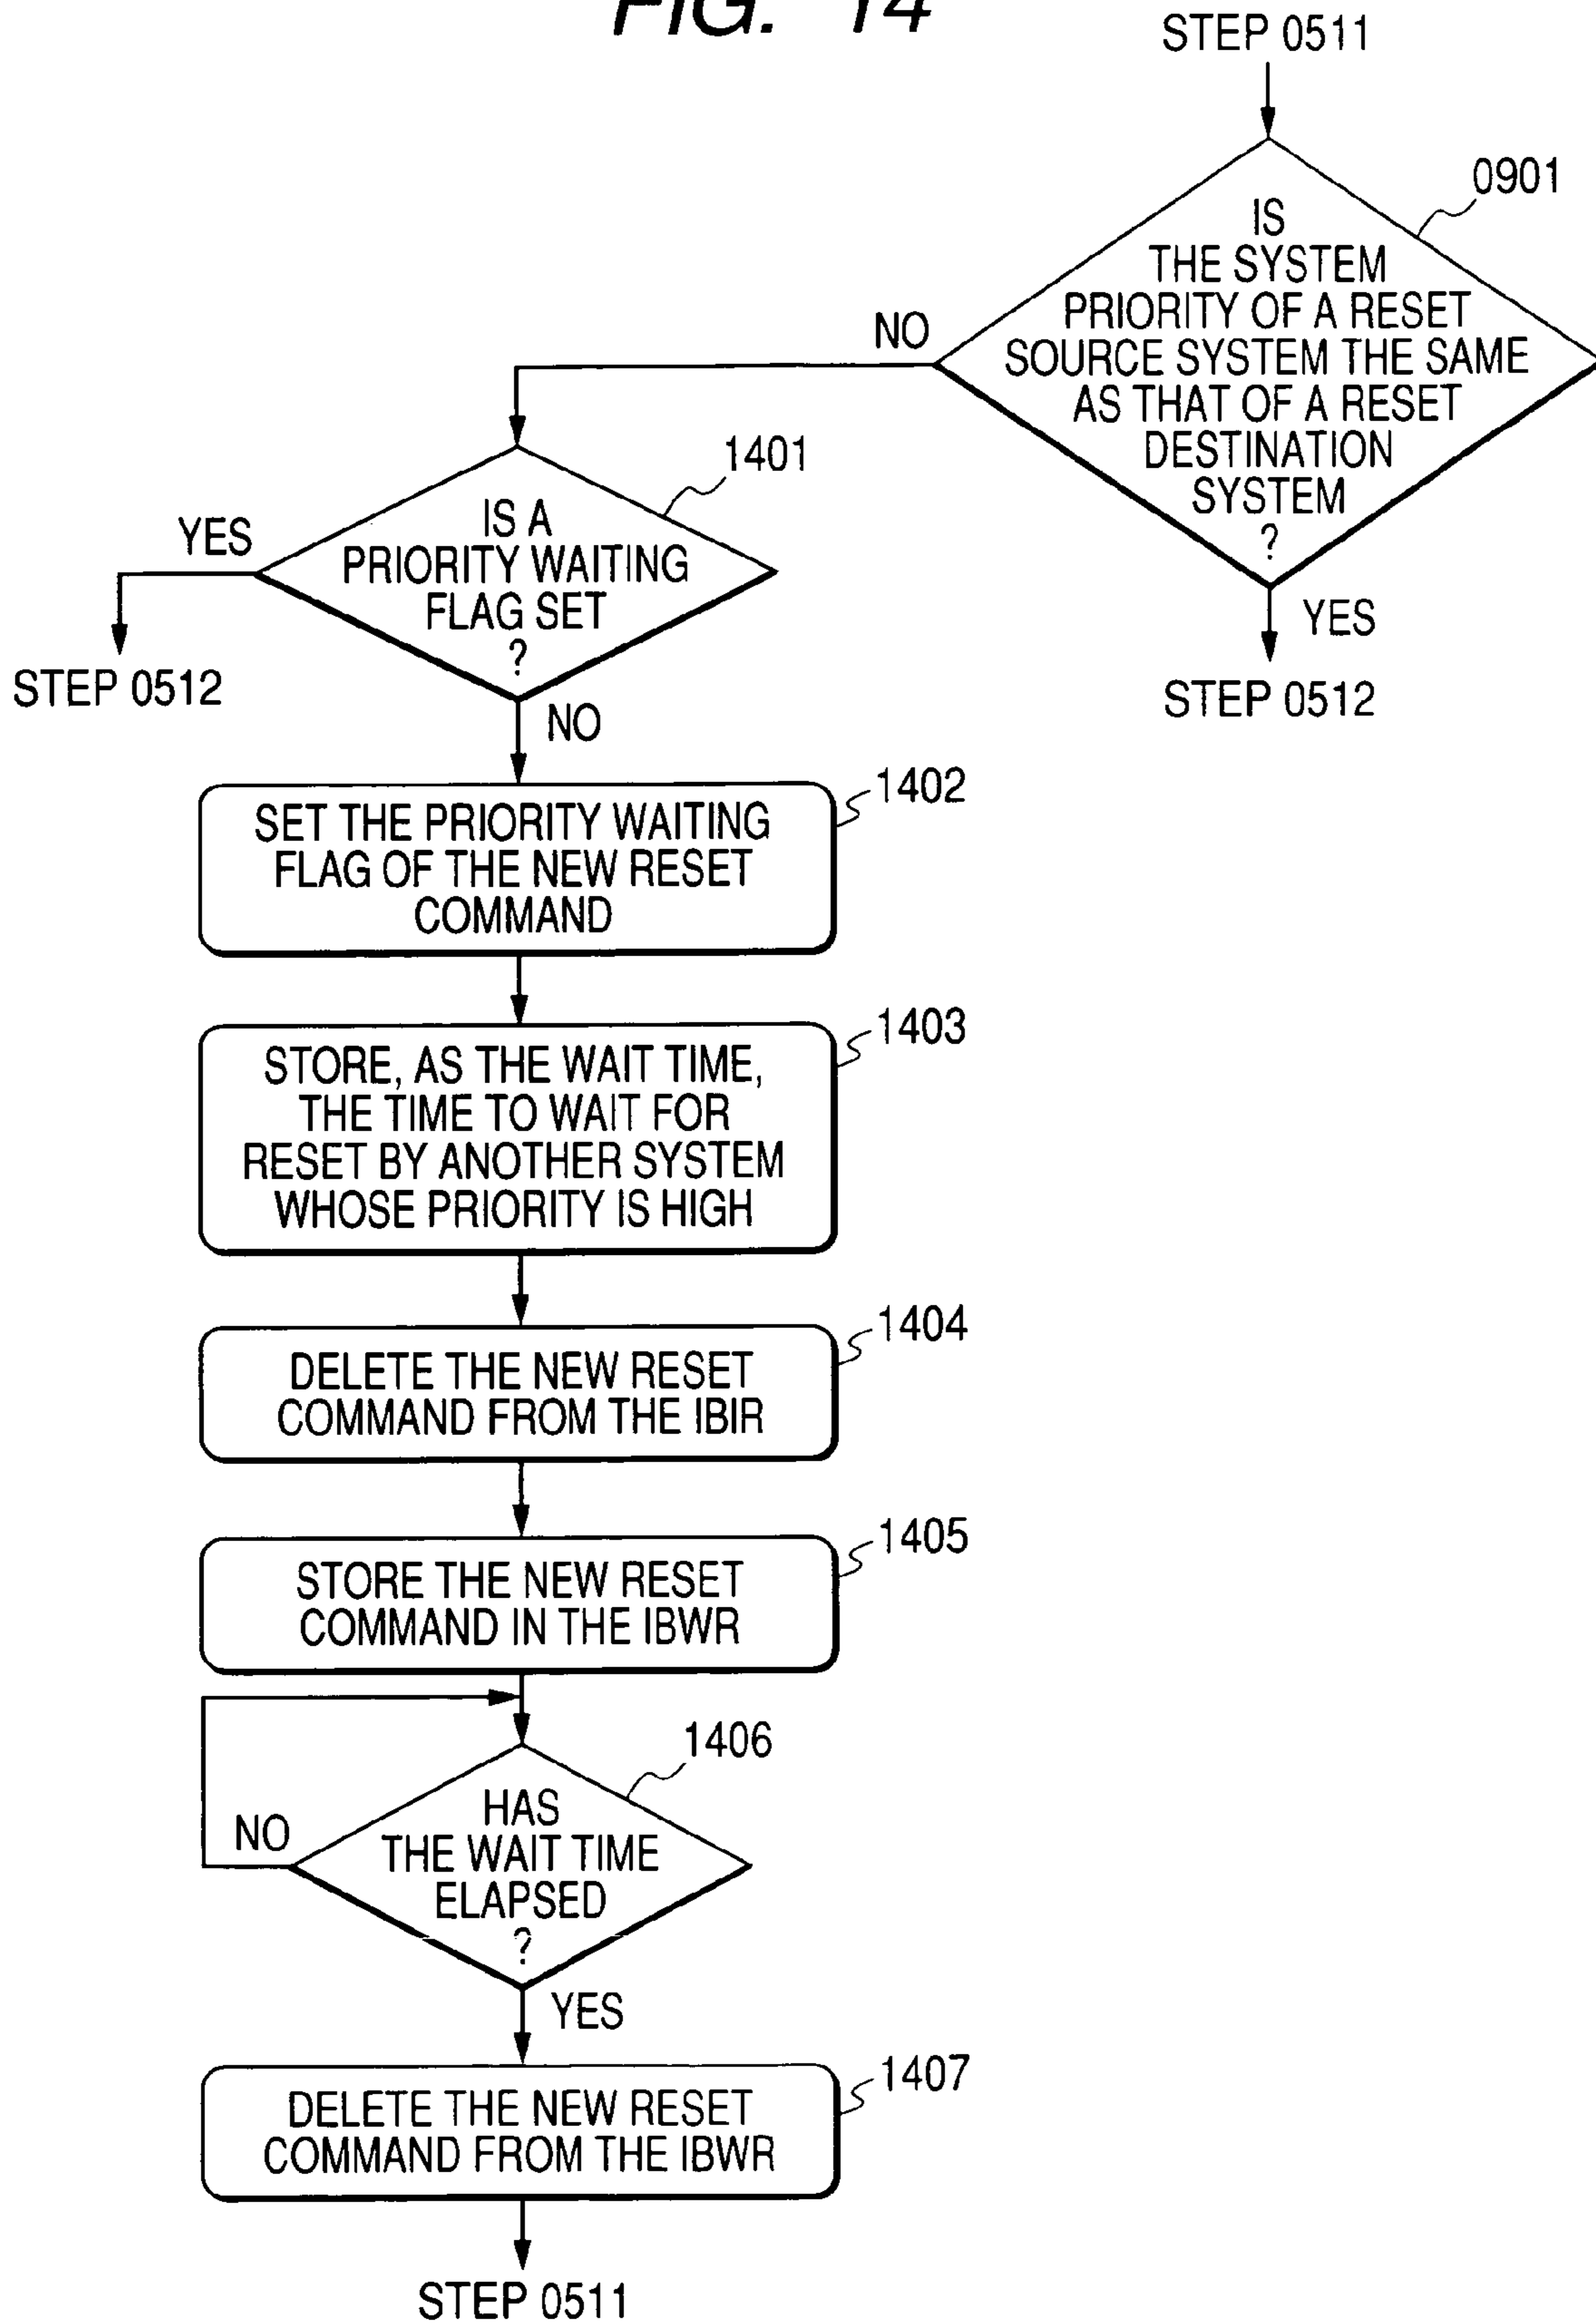 FIG. 14
STEP 0511
0901
IS
THE SYSTEM
PRIORITY OF A RESET
SOURCE SYSTEM THE SAME
AS THAT OF A RESET
DESTINATION
SYSTEM
?
NO
YES
STEP 0512
1401
IS A
PRIORITY WAITING
FLAG SET
?
YES
STEP 0512
NO
1402
SET THE PRIORITY WAITING
FLAG OF THE NEW RESET
COMMAND
1403
STORE, AS THE WAIT TIME,
THE TIME TO WAIT FOR
RESET BY ANOTHER SYSTEM
WHOSE PRIORITY IS HIGH
1404
DELETE THE NEW RESET
COMMAND FROM THE IBIR
1405
STORE THE NEW RESET
COMMAND IN THE IBWR
1406
HAS
THE WAIT TIME
ELAPSED
?
NO
YES
1407
DELETE THE NEW RESET
COMMAND FROM THE IBWR
STEP 0511